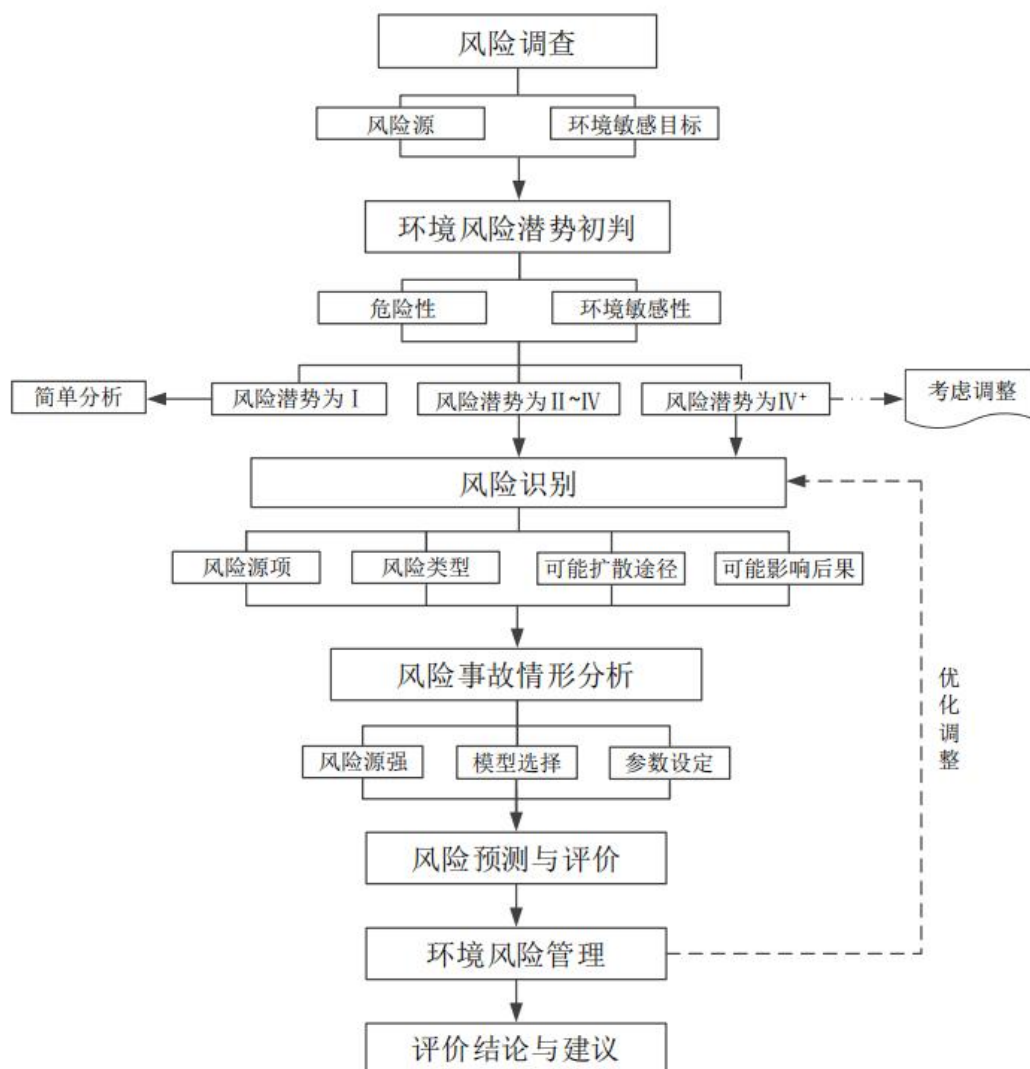 风险调查
风险源
环境敏感目标
环境风险潜势初判
危险性
环境敏感性
简单分析
风险潜势为Ⅰ
风险潜势为Ⅱ~Ⅳ
风险潜势为Ⅳ⁺
考虑调整
风险识别
风险源项
风险类型
可能扩散途径
可能影响后果
风险事故情形分析
风险源强
模型选择
参数设定
优化调整
风险预测与评价
环境风险管理
评价结论与建议